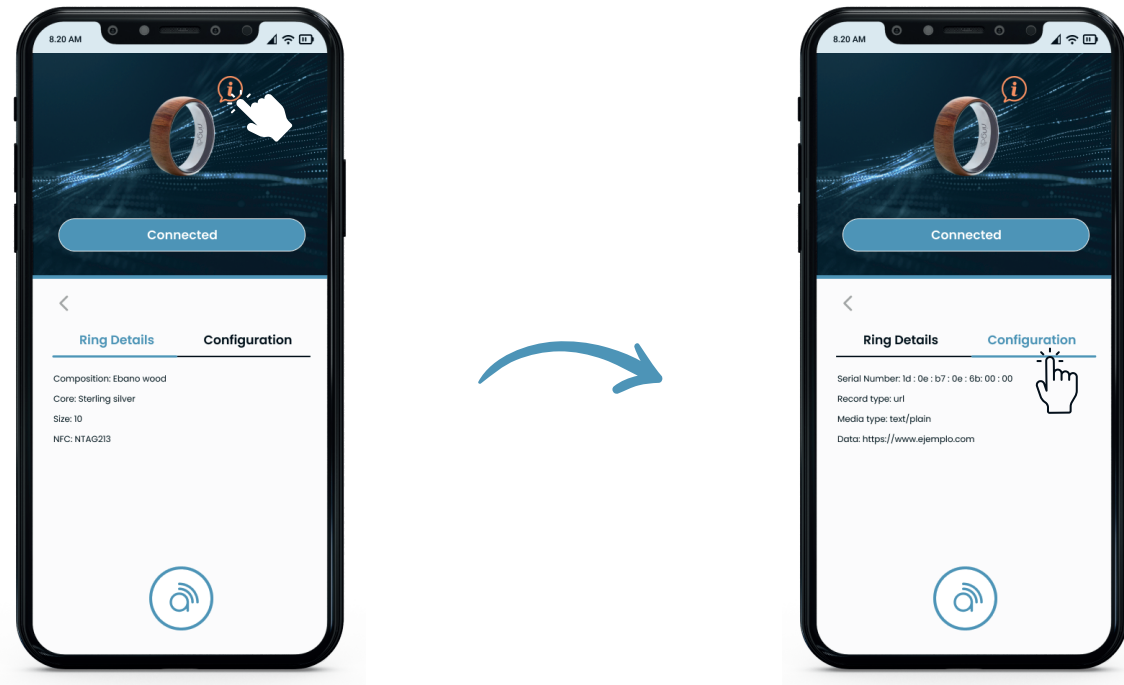 8.20 AM
i
Connected
Ring Details Configuration
Composition: Ebano wood
Core: Sterling silver
Size: 10
NFC: NTAG213
8.20 AM
i
Connected
Ring Details Configuration
Serial Number: 1d : 0e : b7 : 0e : 6b: 00 : 00
Record type: url
Media type: text/plain
Data: https://www.ejemplo.com